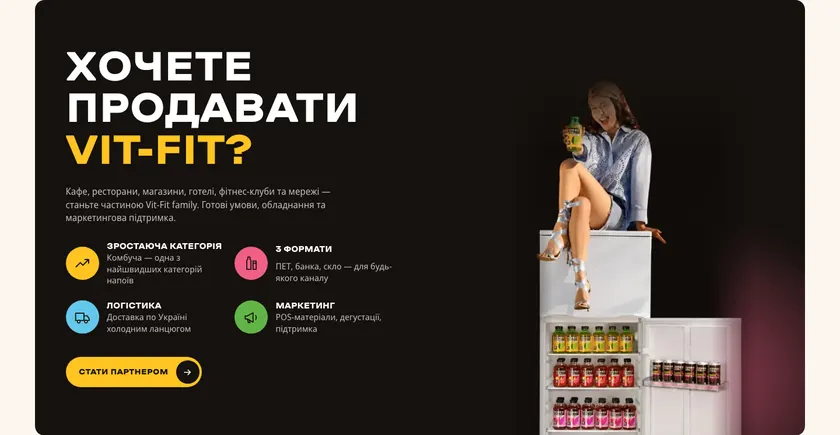 ХОЧЕТЕ
ПРОДАВАТИ
VIT-FIT?
Кафе, ресторани, магазини, готелі, фітнес-клуби та мережі —
станьте частиною Vit-Fit family. Готові умови, обладнання та
маркетингова підтримка.
ЗРОСТАЮЧА КАТЕГОРІЯ
Комбуча — одна з
найшвидших категорій
напоїв
3 ФОРМАТИ
ПЕТ, банка, скло — для будь-
якого каналу
ЛОГІСТИКА
Доставка по Україні
холодним ланцюгом
МАРКЕТИНГ
POS-матеріали, дегустації,
підтримка
СТАТИ ПАРТНЕРОМ